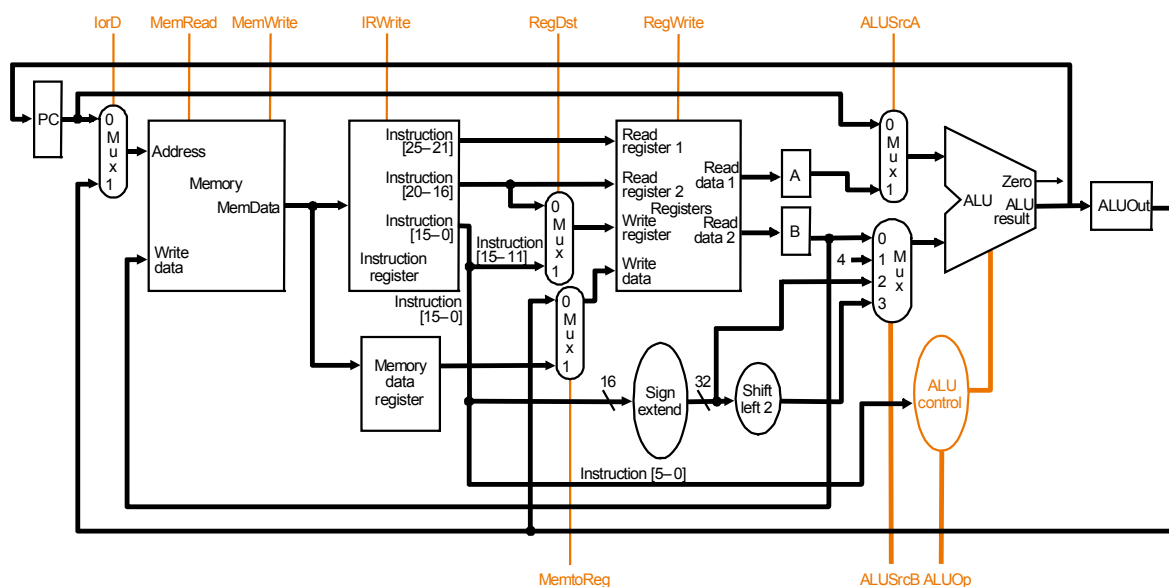 IorD MemRead MemWrite IRWrite RegDst RegWrite ALUSrcA
PC
0
M
u
x
1
Address
Memory
MemData
Write
data
Instruction
[25–21]
Instruction
[20–16]
Instruction
[15–0]
Instruction
register
Instruction
[15–11]
Instruction
[15–0]
Memory
data
register
0
M
u
x
1
0
M
u
x
1
Read
register 1
Read
register 2
Registers
Write
register
Write
data
Read
data 1
Read
data 2
A
B
0
M
u
x
1
4
0
1
2
3
M
u
x
Zero
ALU
ALU
result
ALUOut
16
Sign
extend
32
Shift
left 2
ALU
control
Instruction [5–0]
MemtoReg ALUSrcB ALUOp